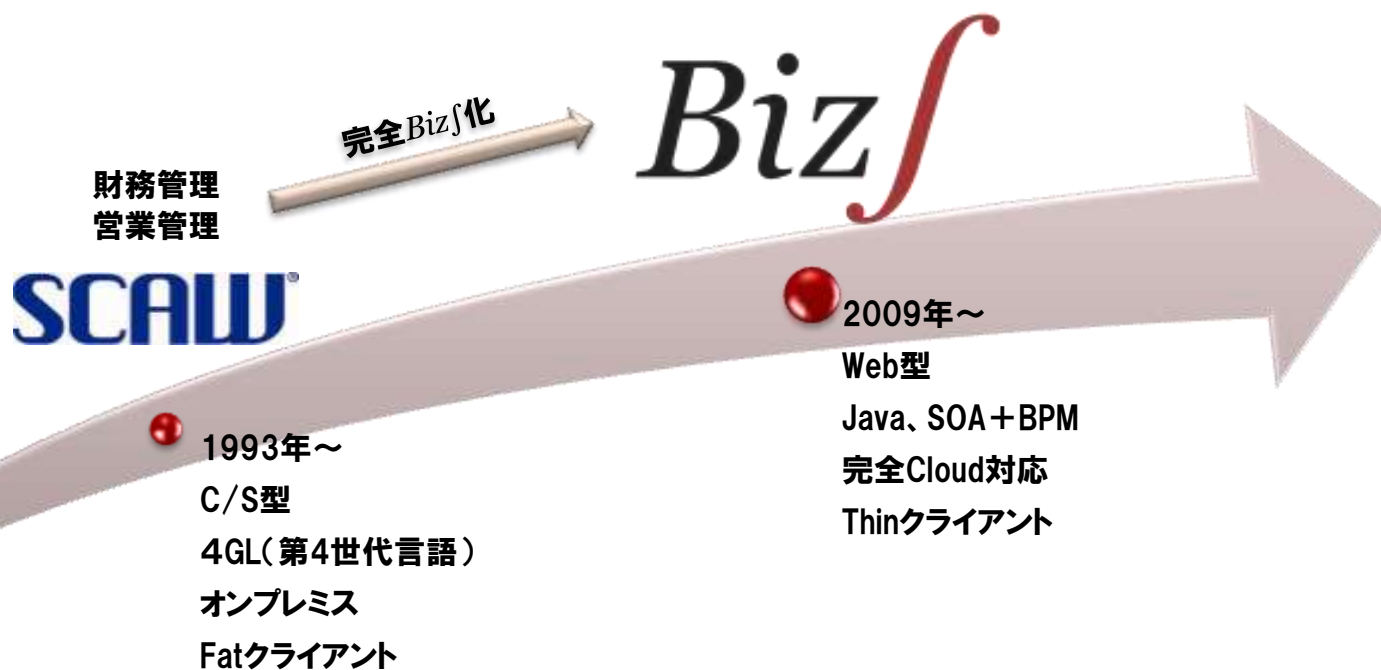 完全Biz∫化
Biz∫
財務管理
営業管理
SCAW®
2009年～
Web型
Java、SOA＋BPM
完全Cloud対応
Thinクライアント
1993年～
C/S型
４GL（第4世代言語）
オンプレミス
Fatクライアント